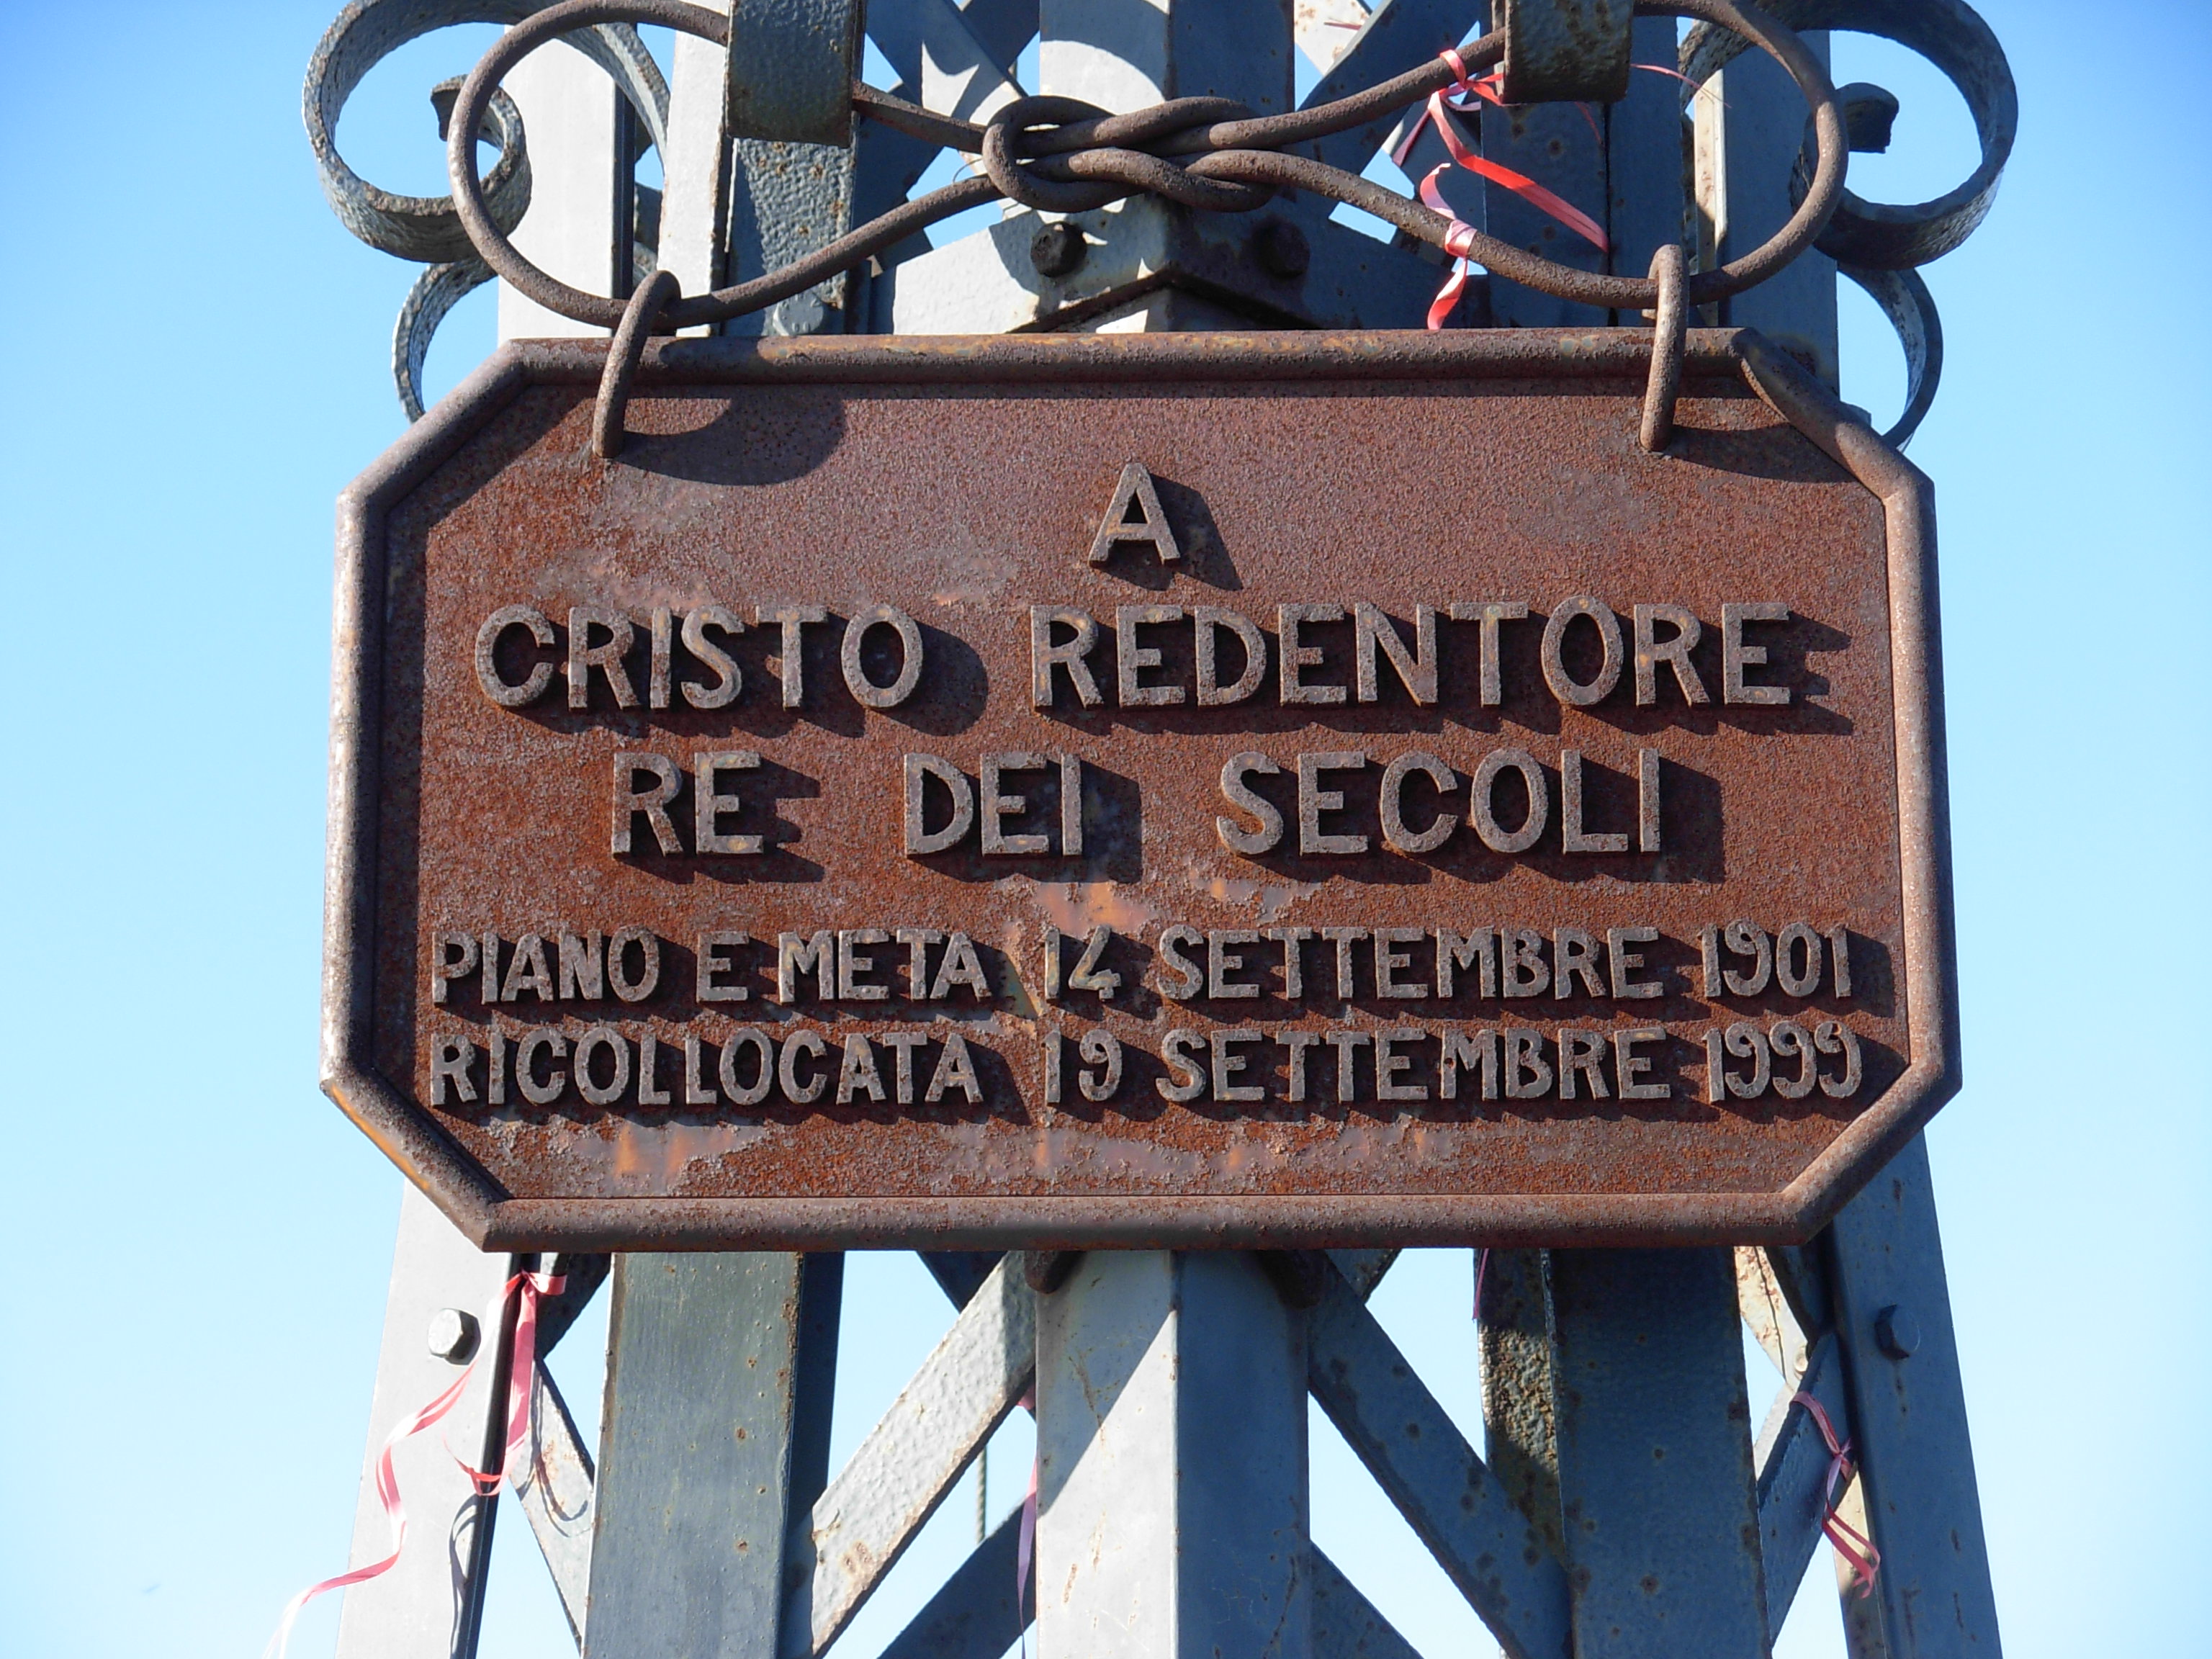 A
CRISTO REDENTORE
RE DEI SECOLI
PIANO E META 14 SETTEMBRE 1901
RICOLLOCATA 19 SETTEMBRE 1999